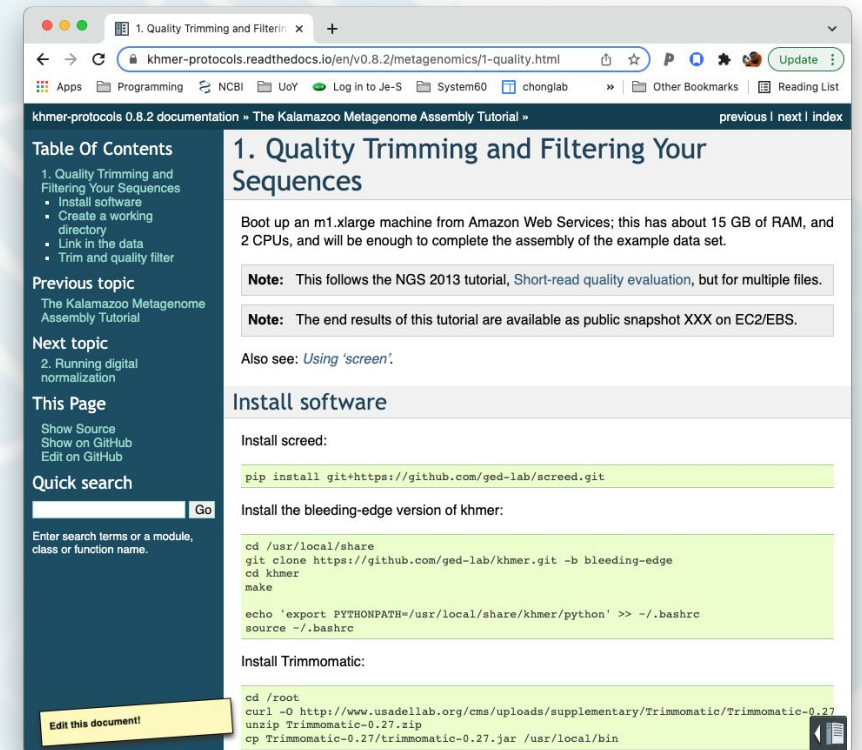 1. Quality Trimming and Filterin
khmer-protocols.readthedocs.io/en/v0.8.2/metagenomics/1-quality.html
Update
Apps Programming NCBI UoY Log in to Je-S System60 chonglab » Other Bookmarks Reading List
khmer-protocols 0.8.2 documentation » The Kalamazoo Metagenome Assembly Tutorial » previous | next | index
Table Of Contents
1. Quality Trimming and
Filtering Your Sequences
Install software
Create a working
directory
Link in the data
Trim and quality filter
Previous topic
The Kalamazoo Metagenome
Assembly Tutorial
Next topic
2. Running digital
normalization
This Page
Show Source
Show on GitHub
Edit on GitHub
Quick search
Go
Enter search terms or a module,
class or function name.
Edit this document!
1. Quality Trimming and Filtering Your
Sequences
Boot up an m1.xlarge machine from Amazon Web Services; this has about 15 GB of RAM, and
2 CPUs, and will be enough to complete the assembly of the example data set.
Note: This follows the NGS 2013 tutorial, Short-read quality evaluation, but for multiple files.
Note: The end results of this tutorial are available as public snapshot XXX on EC2/EBS.
Also see: Using ‘screen’.
Install software
Install screed:
pip install git+https://github.com/ged-lab/screed.git
Install the bleeding-edge version of khmer:
cd /usr/local/share
git clone https://github.com/ged-lab/khmer.git -b bleeding-edge
cd khmer
make
echo 'export PYTHONPATH=/usr/local/share/khmer/python' >> ~/.bashrc
source ~/.bashrc
Install Trimmomatic:
cd /root
curl -O http://www.usadellab.org/cms/uploads/supplementary/Trimmomatic/Trimmomatic-0.27
unzip Trimmomatic-0.27.zip
cp Trimmomatic-0.27/trimmomatic-0.27.jar /usr/local/bin